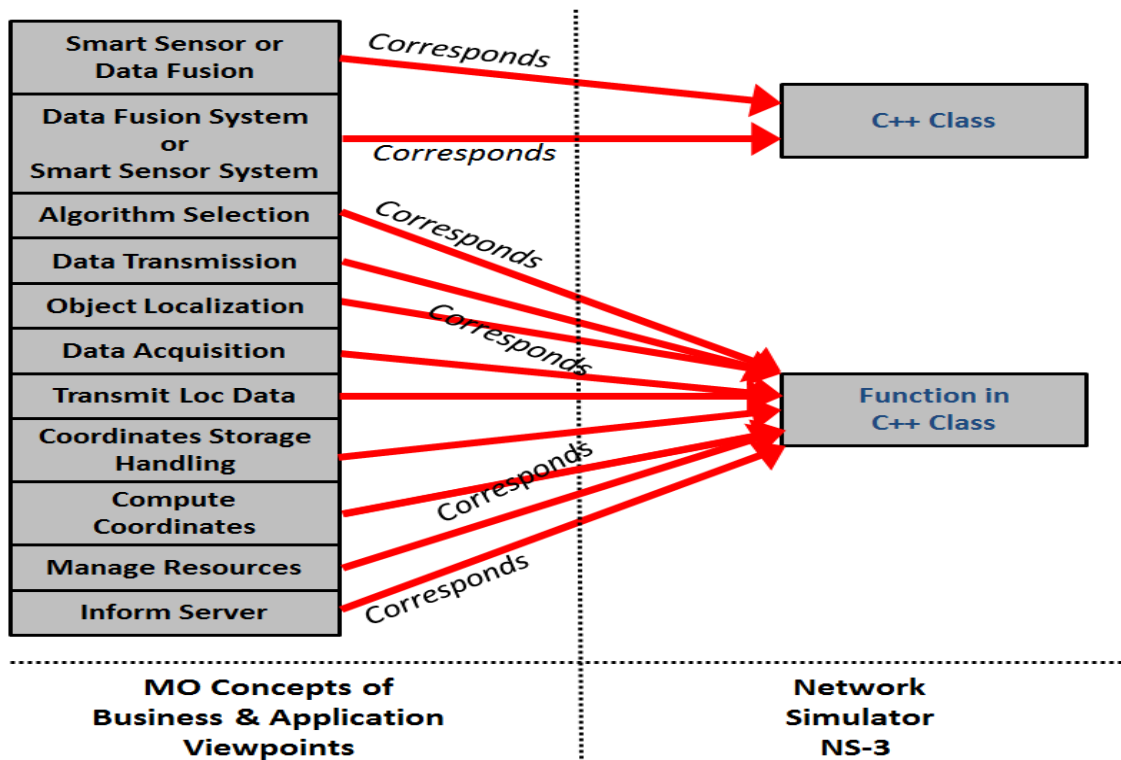 Smart Sensor or
Data Fusion
Data Fusion System
or
Smart Sensor System
Algorithm Selection
Data Transmission
Object Localization
Data Acquisition
Transmit Loc Data
Coordinates Storage
Handling
Compute
Coordinates
Manage Resources
Inform Server
Corresponds
Corresponds
Corresponds
Corresponds
Corresponds
Corresponds
C++ Class
Function in
C++ Class
MO Concepts of
Business & Application
Viewpoints
Network
Simulator
NS-3